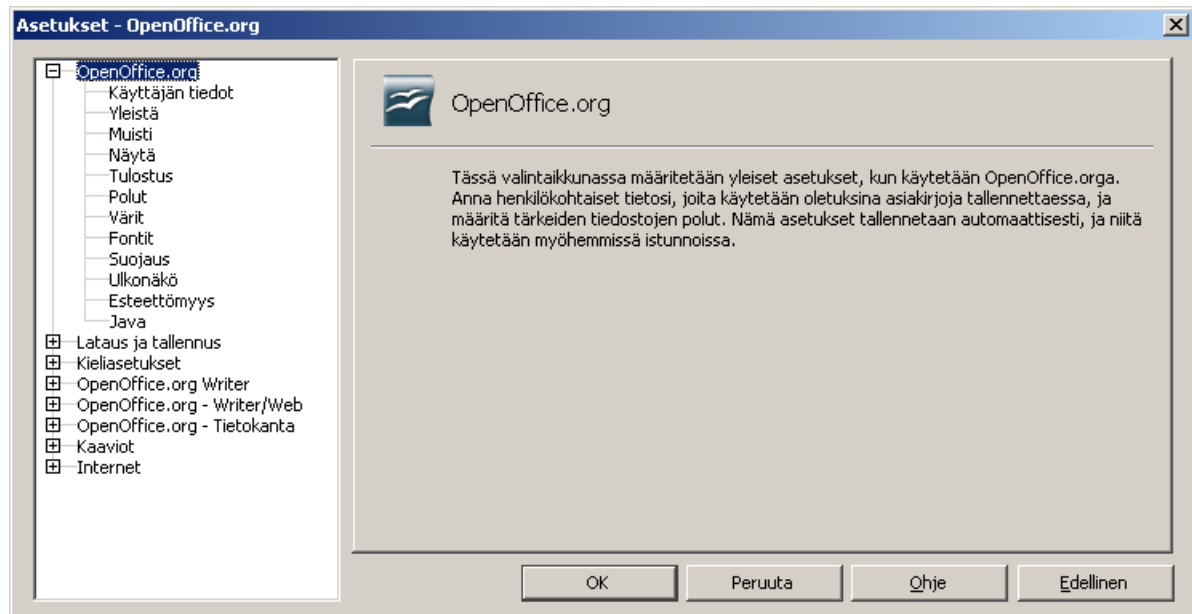 Asetukset - OpenOffice.org
OpenOffice.org
Käyttäjän tiedot
Yleistä
Muisti
Näytä
Tulostus
Polut
Värit
Fontit
Suojaus
Ulkonäkö
Esteettömyys
Java
Lataus ja tallennus
Kieliasetukset
OpenOffice.org Writer
OpenOffice.org - Writer/Web
OpenOffice.org - Tietokanta
Kaaviot
Internet
OpenOffice.org
Tässä valintaikkunassa määritetään yleiset asetukset, kun käytetään OpenOffice.orga.
Anna henkilökohtaiset tietosi, joita käytetään oletuksina asiakirjoja tallennettaessa, ja
määritä tärkeiden tiedostojen polut. Nämä asetukset tallennetaan automaattisesti, ja niitä
käytetään myöhemmissä istunnoissa.
OK Peruuta Ohje Edellinen